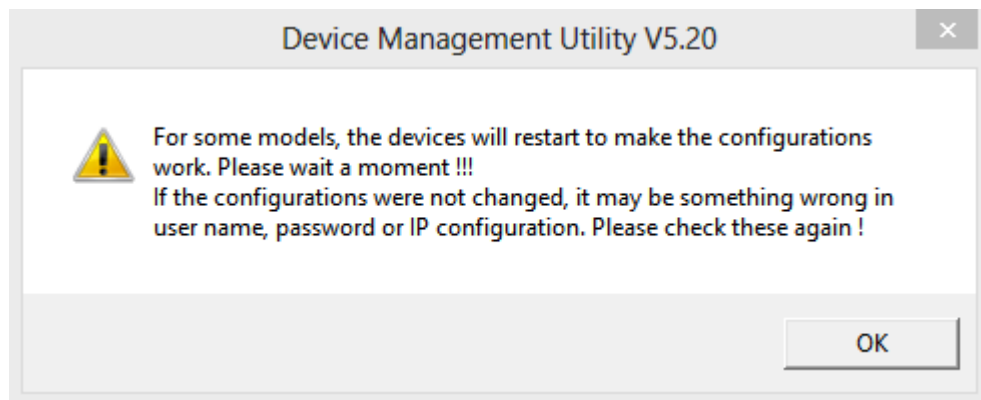 Device Management Utility V5.20
For some models, the devices will restart to make the configurations
work. Please wait a moment !!!
If the configurations were not changed, it may be something wrong in
user name, password or IP configuration. Please check these again !
OK